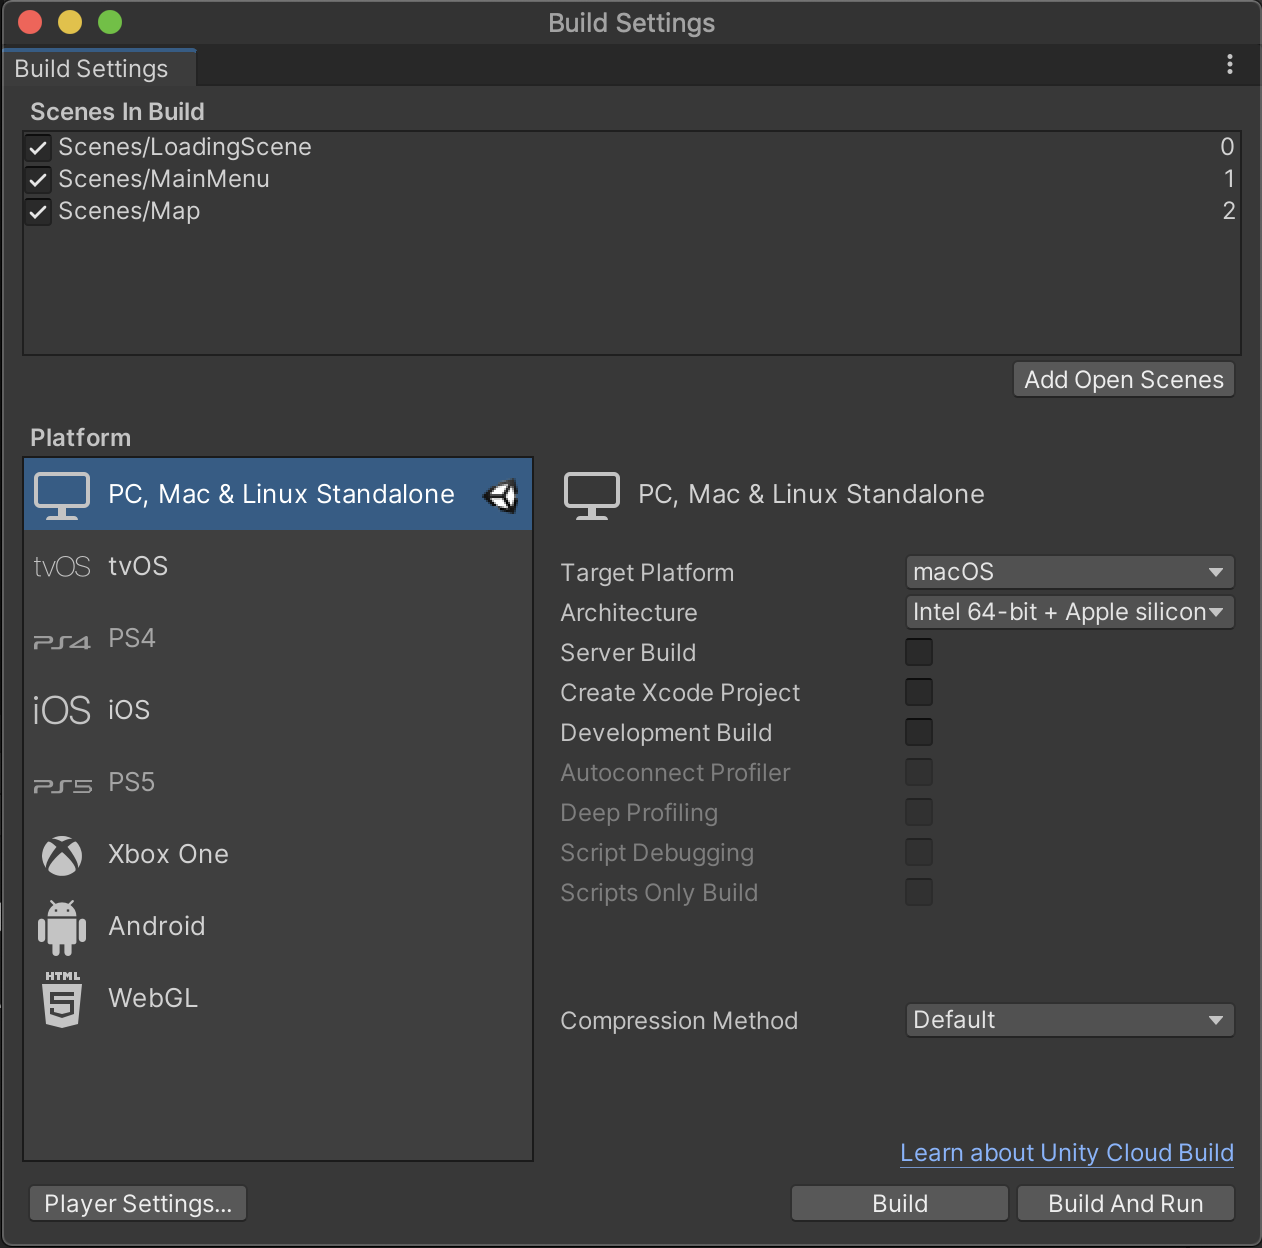 Build Settings
Build Settings
Scenes In Build
Scenes/LoadingScene 0
Scenes/MainMenu 1
Scenes/Map 2
Add Open Scenes
Platform
PC, Mac & Linux Standalone
tvOS tvOS
PS4 PS4
iOS iOS
PS5 PS5
Xbox One
Android
HTML
5 WebGL
PC, Mac & Linux Standalone
Target Platform macOS
Architecture Intel 64-bit + Apple silicon
Server Build
Create Xcode Project
Development Build
Autoconnect Profiler
Deep Profiling
Script Debugging
Scripts Only Build
Compression Method Default
Learn about Unity Cloud Build
Player Settings... Build Build And Run